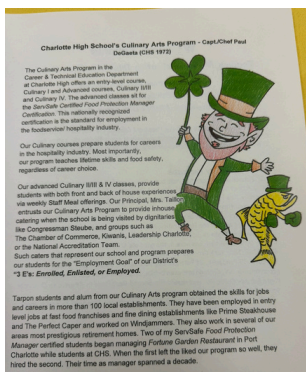 Charlotte High School's Culinary Arts Program - Capt./Chef Paul
DeGaeta (CHS 1972)
The Culinary Arts Program in the
Career & Technical Education Department
at Charlotte High offers an entry-level course,
Culinary I and Advanced courses, Culinary II/III
and Culinary IV. The advanced classes sit for
the ServSafe Certified Food Protection Manager
Certification. This nationally recognized
certification is the standard for employment in
the foodservice/ hospitality industry.
Our Culinary courses prepare students for careers
in the hospitality industry. Most importantly,
our program teaches lifetime skills and food safety,
regardless of career choice.
Our advanced Culinary II/III & IV classes, provide
students with both front and back of house experiences
via weekly Staff Meal offerings. Our Principal, Mrs. Taillon
entrusts our Culinary Arts Program to provide inhouse
catering when the school is being visited by dignitaries
like Congressman Steube, and groups such as
The Chamber of Commerce, Kiwanis, Leadership Charlotte,
or the National Accreditation Team.
Such caters that represent our school and program prepares
our students for the "Employment Goal" of our District's
"3 E's: Enrolled, Enlisted, or Employed.
Tarpon students and alum from our Culinary Arts program obtained the skills for jobs
and careers in more than 100 local establishments. They have been employed in entry
level jobs at fast food franchises and fine dining establishments like Prime Steakhouse
and The Perfect Caper and worked on Windjammers. They also work in several of our
areas most prestigious retirement homes. Two of my ServSafe Food Protection
Manager certified students began managing Fortune Garden Restaurant in Port
Charlotte while students at CHS. When the first left she liked our program so well, they
hired the second. Their time as manager spanned a decade.